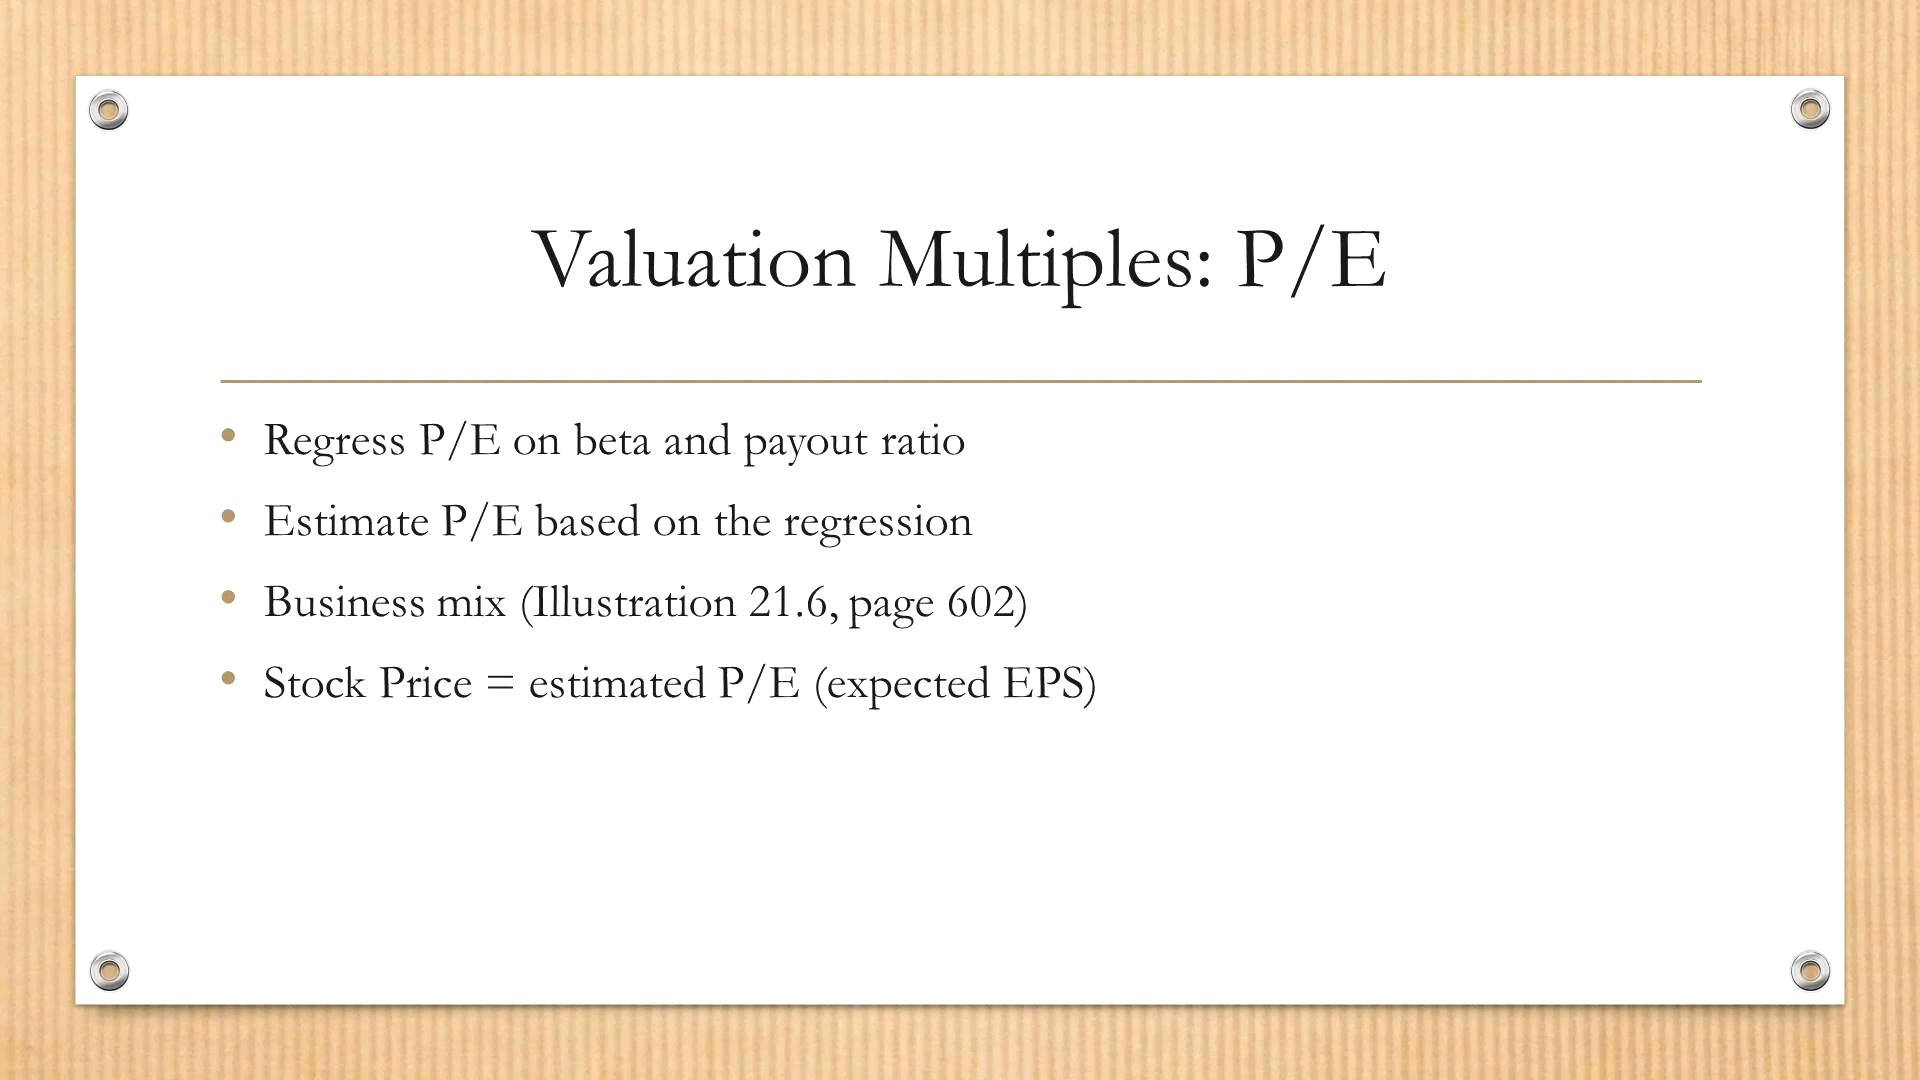 Valuation Multiples: P/E
• Regress P/E on beta and payout ratio
• Estimate P/E based on the regression
• Business mix (Illustration 21.6, page 602)
• Stock Price = estimated P/E (expected EPS)